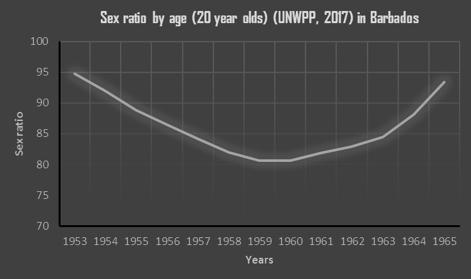 Sex ratio by age (20 year olds) (UNWPP, 2017) in Barbados
100
95
90
85
80
75
70
Sex ratio
1953 1954 1955 1956 1957 1958 1959 1960 1961 1962 1963 1964 1965
Years